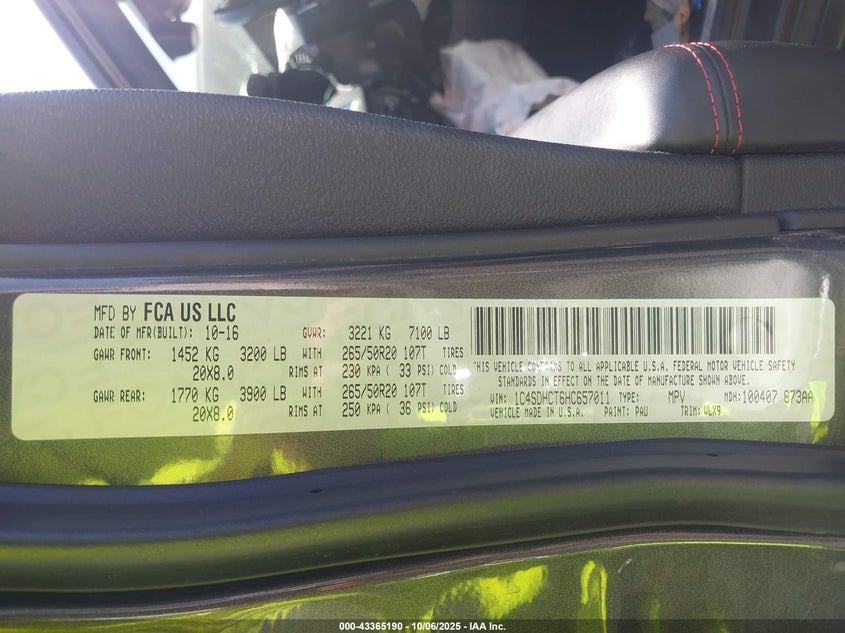 MFD BY FCA US LLC
DATE OF MFR(BUILT): 10-16 GVWR: 3221 KG 7100 LB
GAWR FRONT: 1452 KG 3200 LB WITH 265/50R20 107T TIRES
20X8.0 RIMS AT 230 KPA ( 33 PSI) COLD
GAWR REAR: 1770 KG 3900 LB WITH 265/50R20 107T TIRES
20X8.0 RIMS AT 250 KPA ( 36 PSI) COLD
THIS VEHICLE CONFORMS TO ALL APPLICABLE U.S.A. FEDERAL MOTOR VEHICLE SAFETY
STANDARDS IN EFFECT ON THE DATE OF MANUFACTURE SHOWN ABOVE.
VIN: 1C4SDHCT6HC657011 TYPE: MPV MDH: 100407 873AA
VEHICLE MADE IN U.S.A. PAINT: PAU TRIM: VLX9
000-43365190 - 10/06/2025 - IAA Inc.